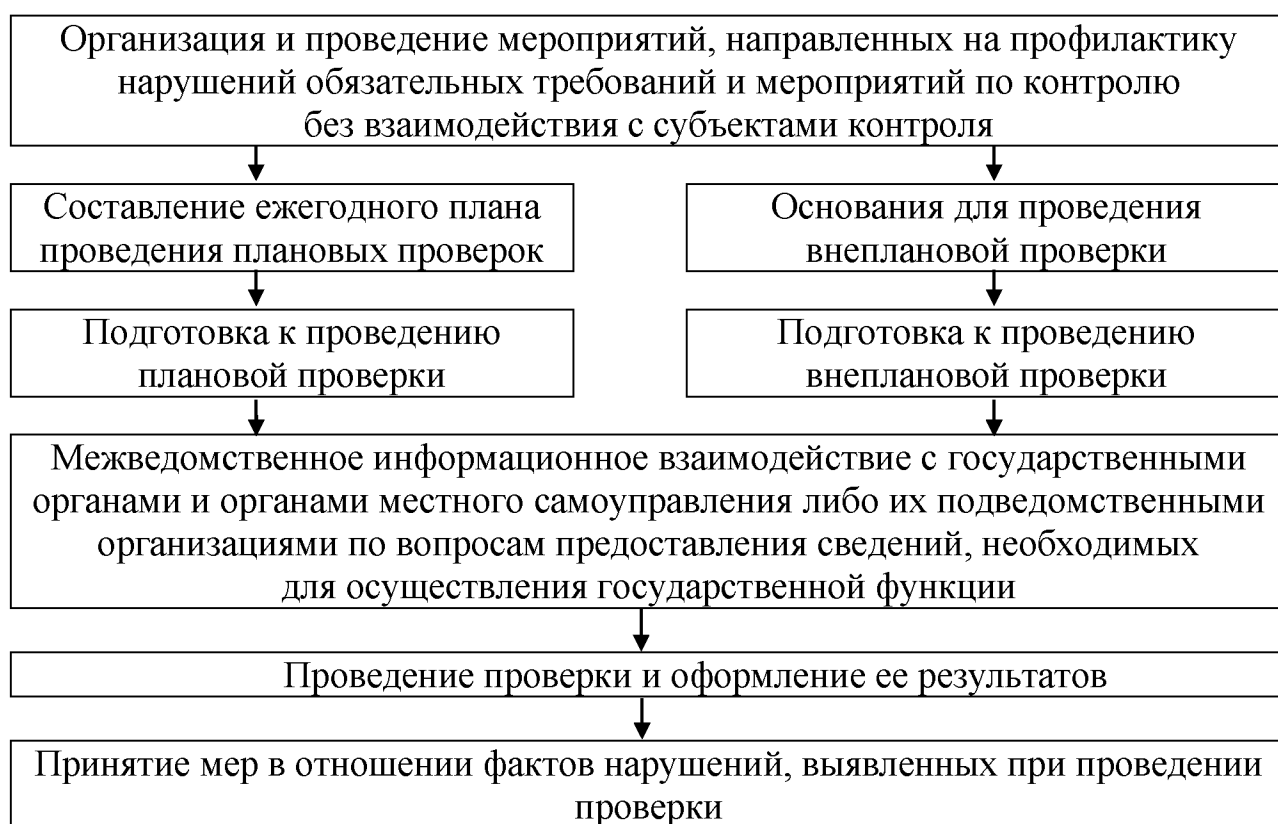 Организация и проведение мероприятий, направленных на профилактику
нарушений обязательных требований и мероприятий по контролю
без взаимодействия с субъектами контроля
Составление ежегодного плана
проведения плановых проверок
Основания для проведения
внеплановой проверки
Подготовка к проведению
плановой проверки
Подготовка к проведению
внеплановой проверки
Межведомственное информационное взаимодействие с государственными
органами и органами местного самоуправления либо их подведомственными
организациями по вопросам предоставления сведений, необходимых
для осуществления государственной функции
Проведение проверки и оформление ее результатов
Принятие мер в отношении фактов нарушений, выявленных при проведении
проверки